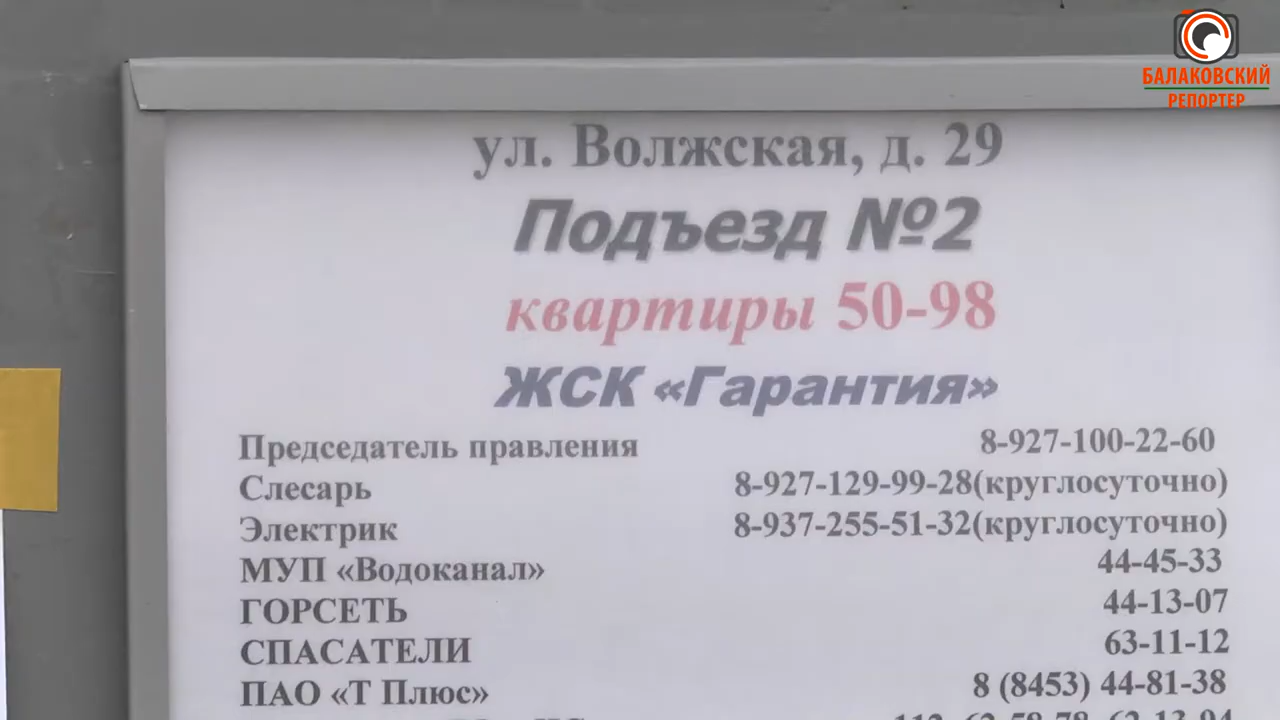 БАЛАКОВСКИЙ
РЕПОРТЕР
ул. Волжская, д. 29
Подъезд №2
квартиры 50-98
ЖСК «Гарантия»
Председатель правления 8-927-100-22-60
Слесарь 8-927-129-99-28(круглосуточно)
Электрик 8-937-255-51-32(круглосуточно)
МУП «Водоканал» 44-45-33
ГОРСЕТЬ 44-13-07
СПАСАТЕЛИ 63-11-12
ПАО «Т Плюс» 8 (8453) 44-81-38